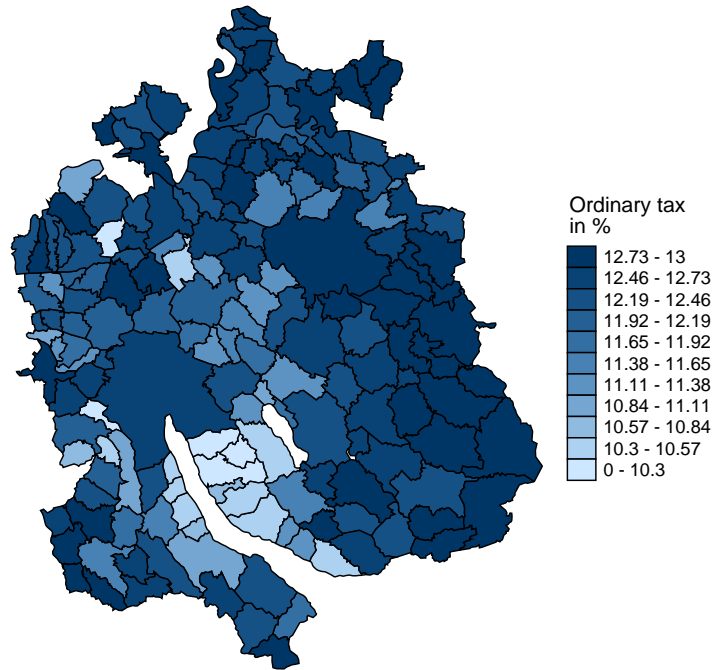 Ordinary tax
in %
12.73 - 13
12.46 - 12.73
12.19 - 12.46
11.92 - 12.19
11.65 - 11.92
11.38 - 11.65
11.11 - 11.38
10.84 - 11.11
10.57 - 10.84
10.3 - 10.57
0 - 10.3